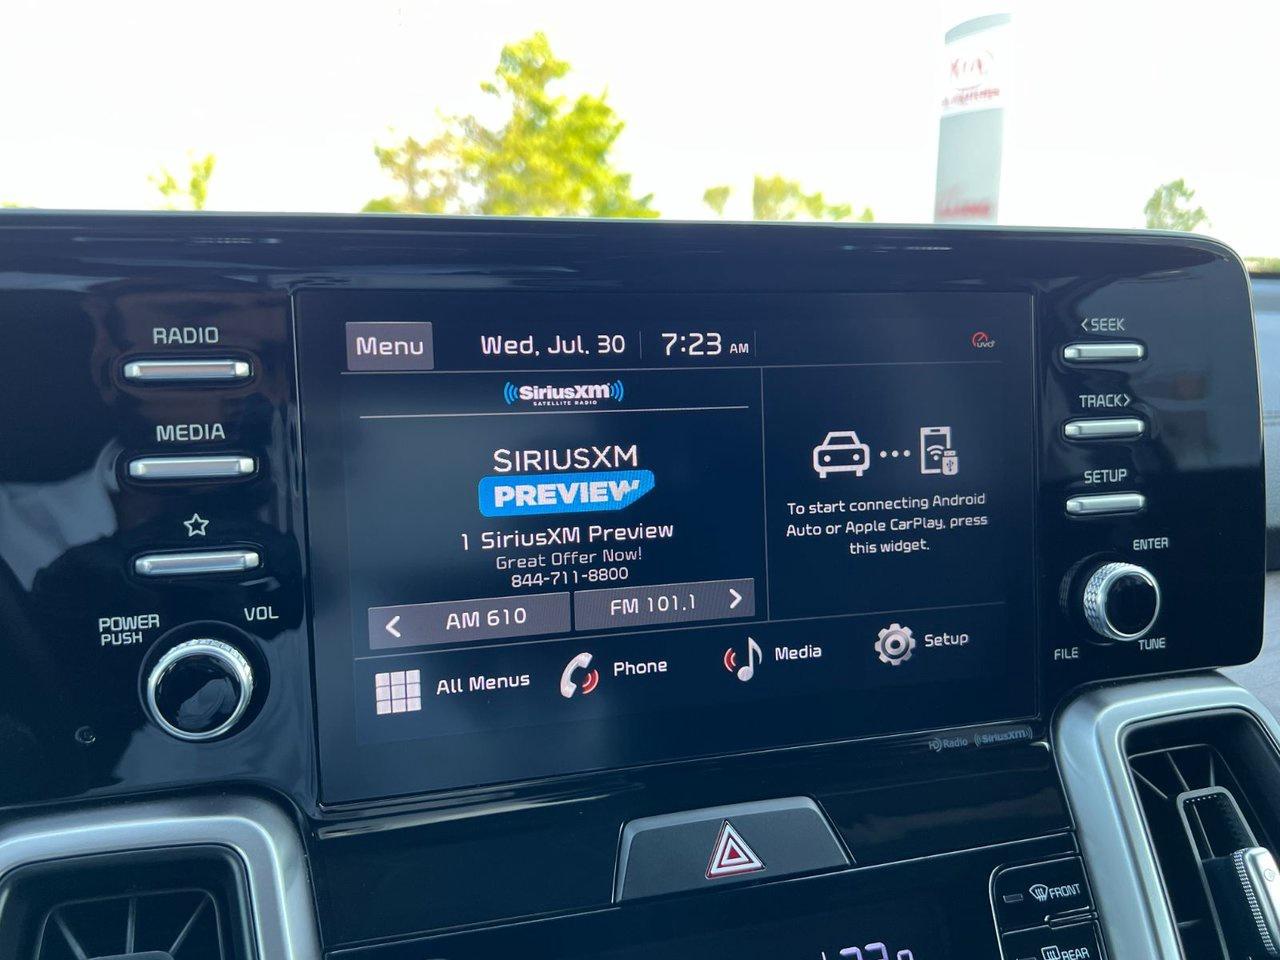 KIA
RADIO
MEDIA
POWER
PUSH
VOL
Menu
Wed, Jul. 30
7:23 AM
UVO
SiriusXM
SATELLITE RADIO
SIRIUSXM
PREVIEW
1 SiriusXM Preview
Great Offer Now!
844-711-8800
< AM 610
FM 101.1 >
To start connecting Android
Auto or Apple CarPlay, press
this widget.
All Menus
Phone
Media
Setup
<SEEK
TRACK>
SETUP
ENTER
FILE
TUNE
HD Radio
SiriusXM
FRONT
REAR